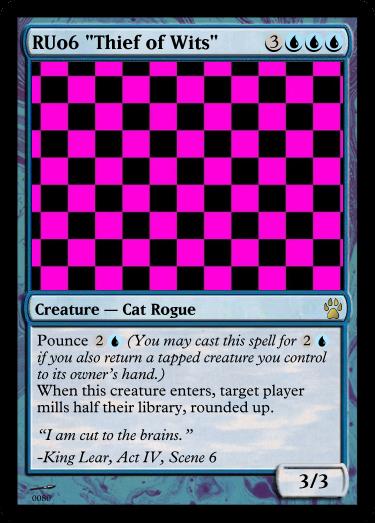 RUo6 "Thief of Wits" 3
Creature — Cat Rogue
Pounce 2 (You may cast this spell for 2
if you also return a tapped creature you control
to its owner's hand.)
When this creature enters, target player
mills half their library, rounded up.
"I am cut to the brains."
-King Lear, Act IV, Scene 6
3/3
0080